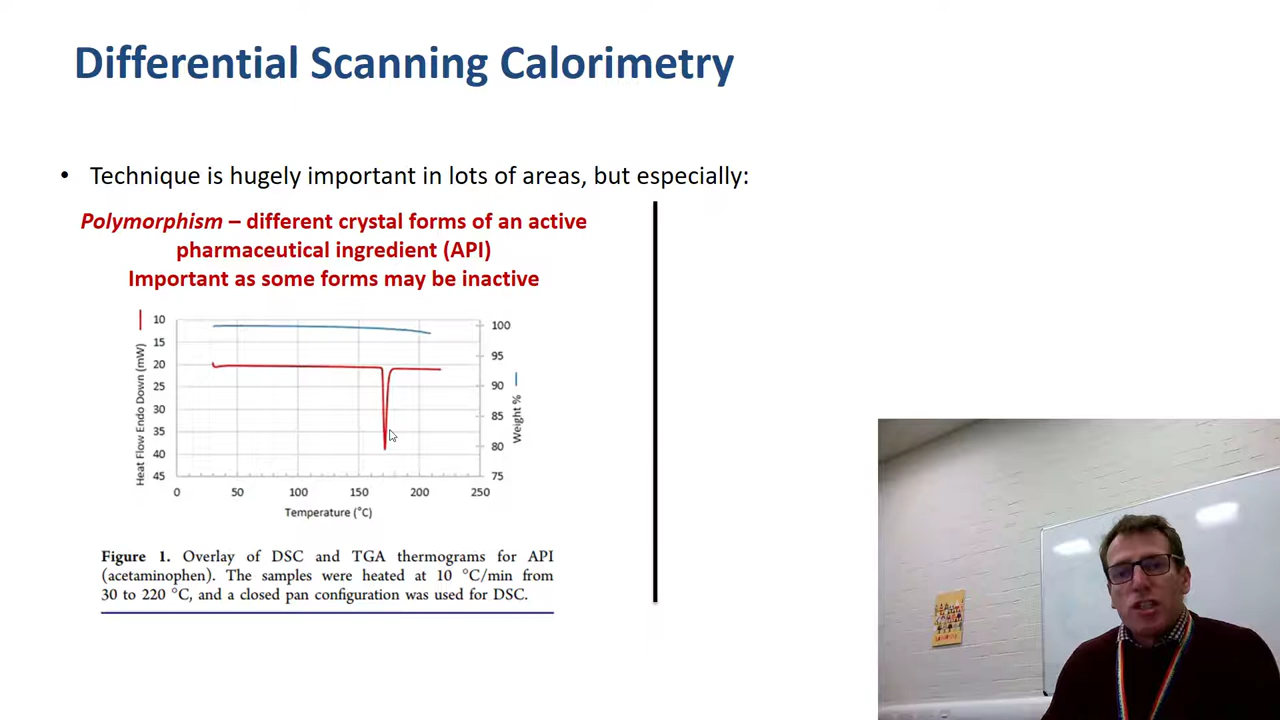 Differential Scanning Calorimetry
• Technique is hugely important in lots of areas, but especially:
Polymorphism – different crystal forms of an active
pharmaceutical ingredient (API)
Important as some forms may be inactive
Heat Flow Endo Down (mW)
10
15
20
25
30
35
40
45
0
50
100
150
200
250
Temperature (°C)
100
95
90
85
80
75
Weight %
Figure 1. Overlay of DSC and TGA thermograms for API
(acetaminophen). The samples were heated at 10 °C/min from
30 to 220 °C, and a closed pan configuration was used for DSC.